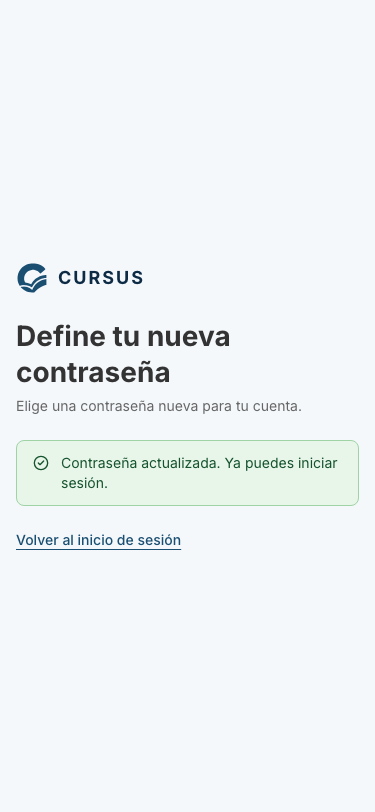 CURSUS
Define tu nueva
contraseña
Elige una contraseña nueva para tu cuenta.
Contraseña actualizada. Ya puedes iniciar
sesión.
Volver al inicio de sesión